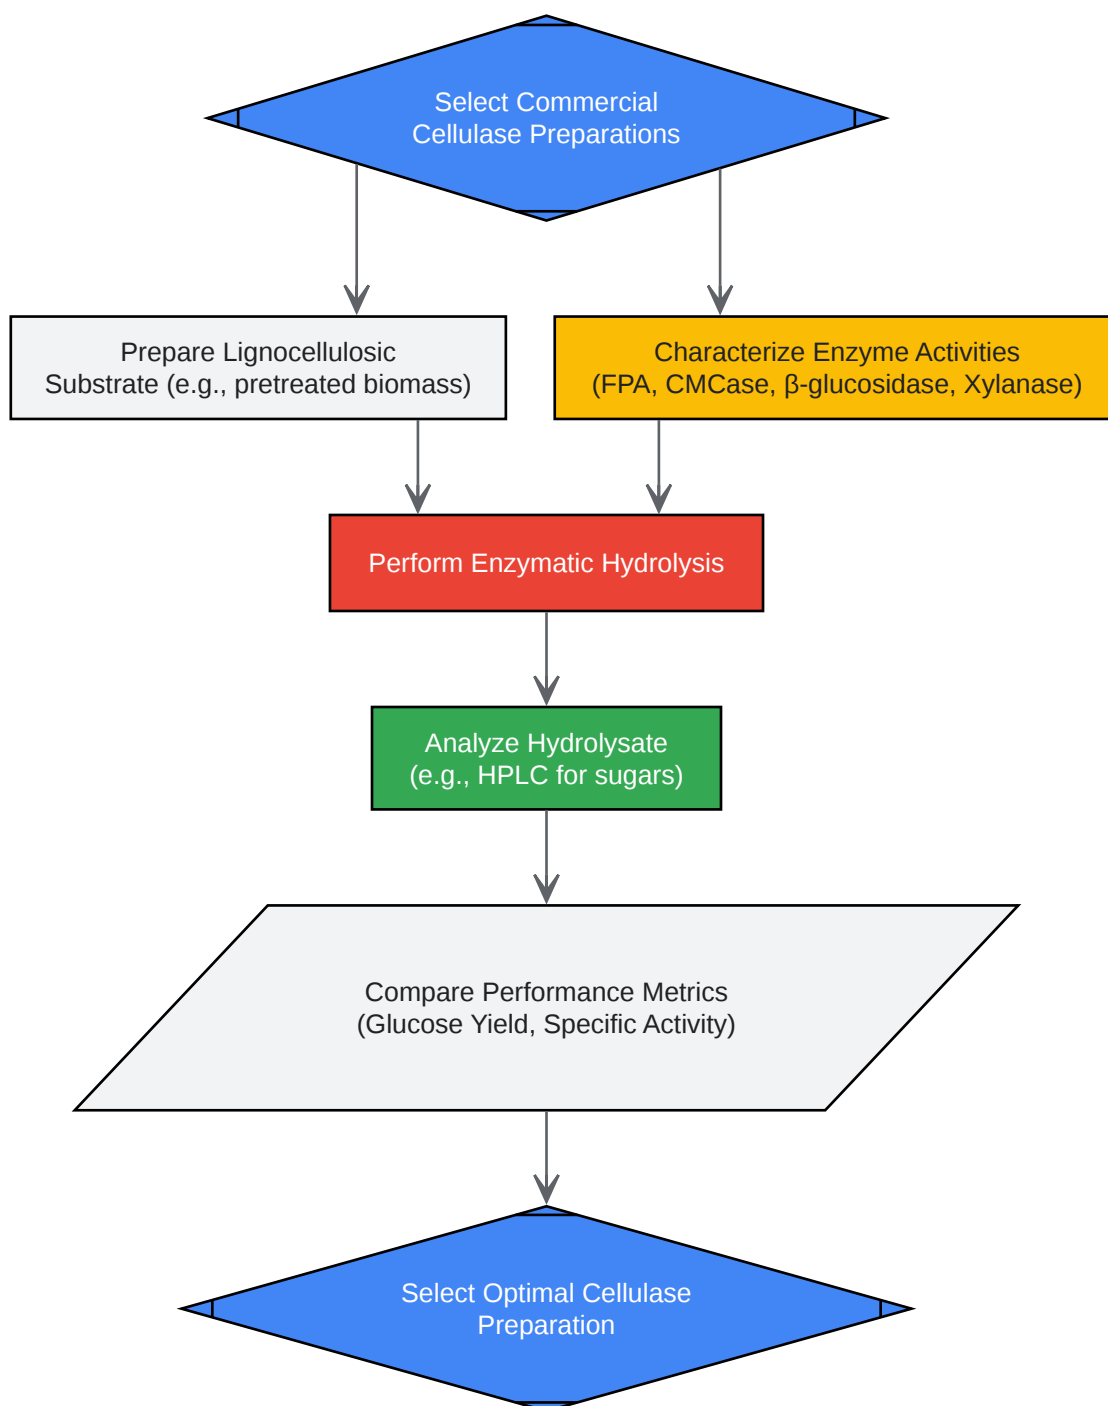 Select Commercial
Cellulase Preparations
Prepare Lignocellulosic
Substrate (e.g., pretreated biomass)
Characterize Enzyme Activities
(FPA, CMCase, β-glucosidase, Xylanase)
Perform Enzymatic Hydrolysis
Analyze Hydrolysate
(e.g., HPLC for sugars)
Compare Performance Metrics
(Glucose Yield, Specific Activity)
Select Optimal Cellulase
Preparation